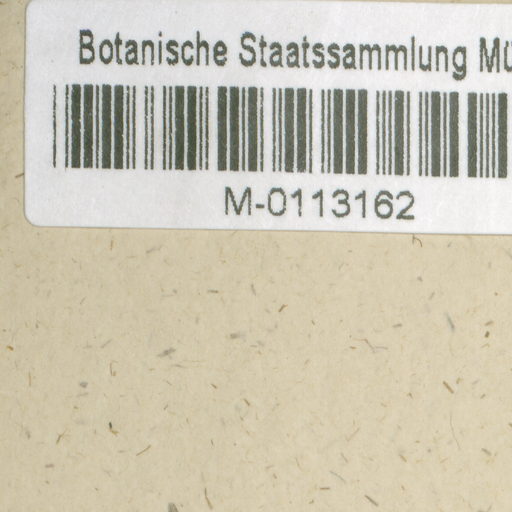 Botanische Staatssammlung Mü
M-0113162